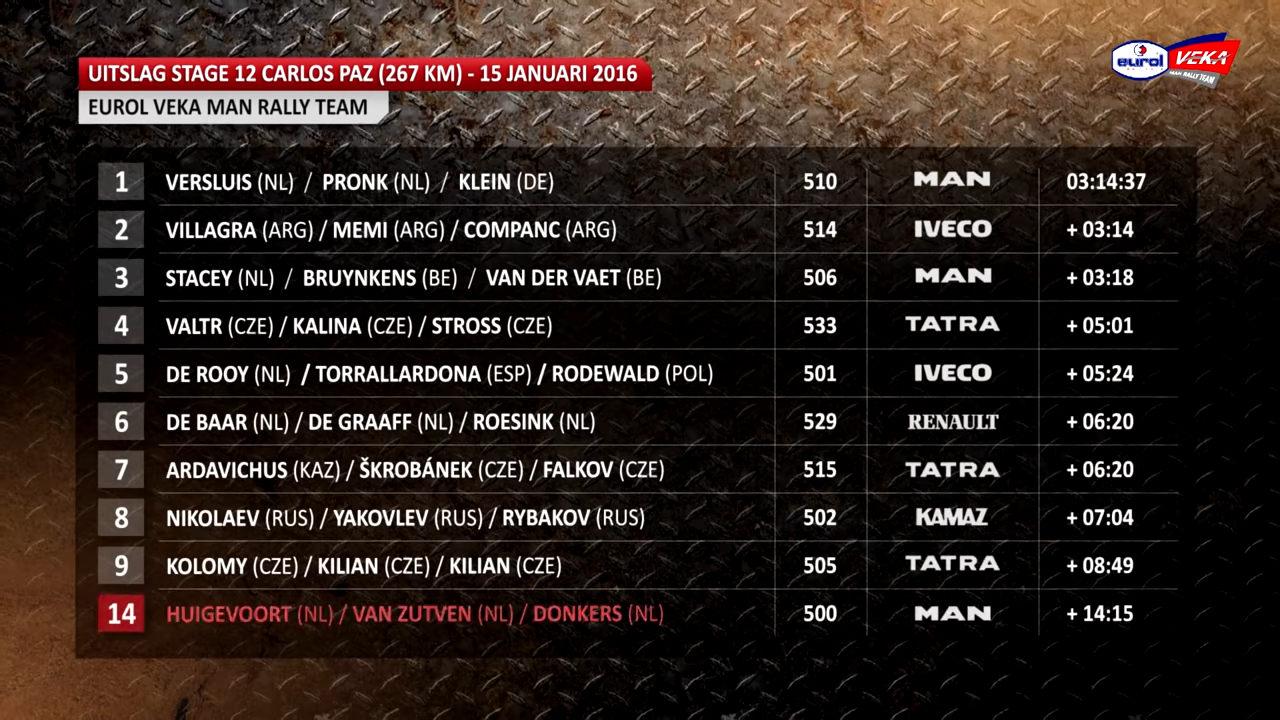 UITSLAG STAGE 12 CARLOS PAZ (267 KM) - 15 JANUARI 2016
EUROL VEKA MAN RALLY TEAM
eurol VEKA
MAN RALLY TEAM
1 VERSLUIS (NL) / PRONK (NL) / KLEIN (DE) 510 MAN 03:14:37
2 VILLAGRA (ARG) / MEMI (ARG) / COMPANC (ARG) 514 IVECO + 03:14
3 STACEY (NL) / BRUYNKENS (BE) / VAN DER VAET (BE) 506 MAN + 03:18
4 VALTR (CZE) / KALINA (CZE) / STROSS (CZE) 533 TATRA + 05:01
5 DE ROOY (NL) / TORRALLARDONA (ESP) / RODEWALD (POL) 501 IVECO + 05:24
6 DE BAAR (NL) / DE GRAAFF (NL) / ROESINK (NL) 529 RENAULT + 06:20
7 ARDAVICHUS (KAZ) / ŠKROBÁNEK (CZE) / FALKOV (CZE) 515 TATRA + 06:20
8 NIKOLAEV (RUS) / YAKOVLEV (RUS) / RYBAKOV (RUS) 502 KAMAZ + 07:04
9 KOLOMY (CZE) / KILIAN (CZE) / KILIAN (CZE) 505 TATRA + 08:49
14 HUIGEVOORT (NL) / VAN ZUTVEN (NL) / DONKERS (NL) 500 MAN + 14:15